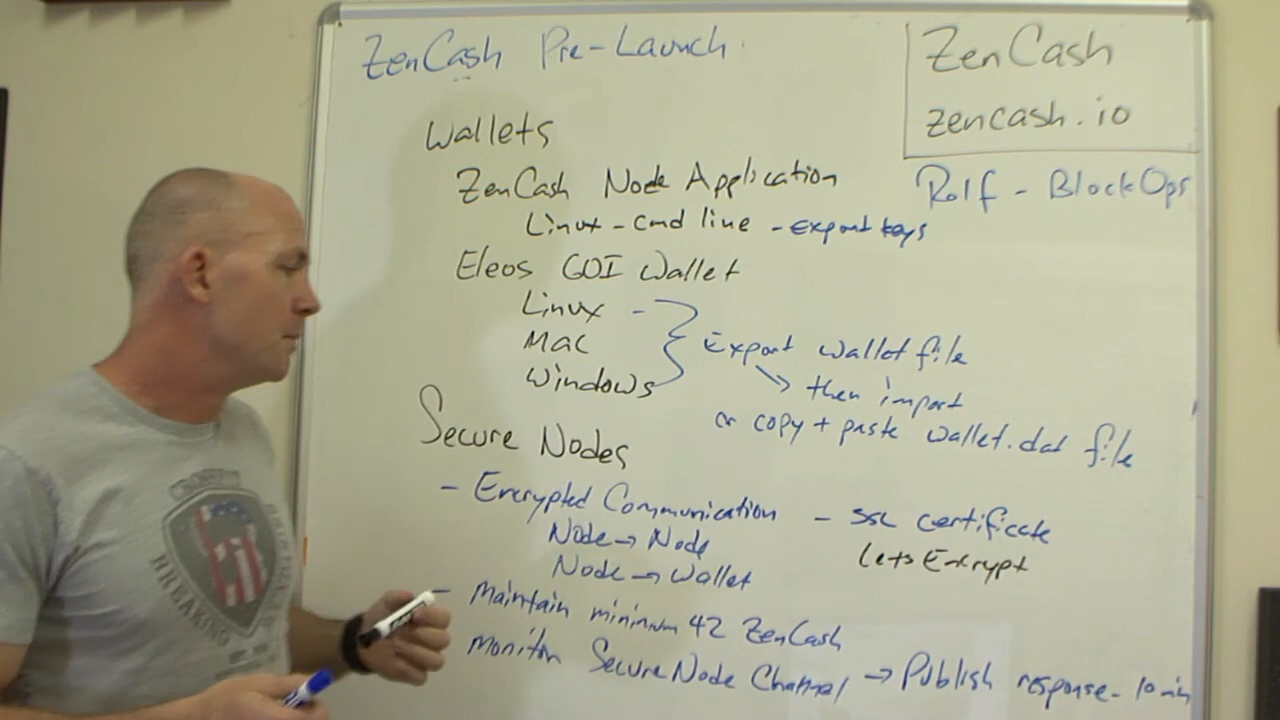 ZenCash Pre-Launch
ZenCash
zencash.io
Rolf - BlockOps
Wallets
ZenCash Node Application
Linux - cmd line - export keys
Eleos GUI Wallet
Linux -
Mac
Windows
Export wallet file
then import
or copy + paste wallet.dat file
Secure Nodes
- Encrypted Communication - SSL certificate
Node → Node
Lets Encrypt
Node → Wallet
- Maintain minimum 42 ZenCash
monitor Secure Node Channel → Publish response - 10 min
BREAKING